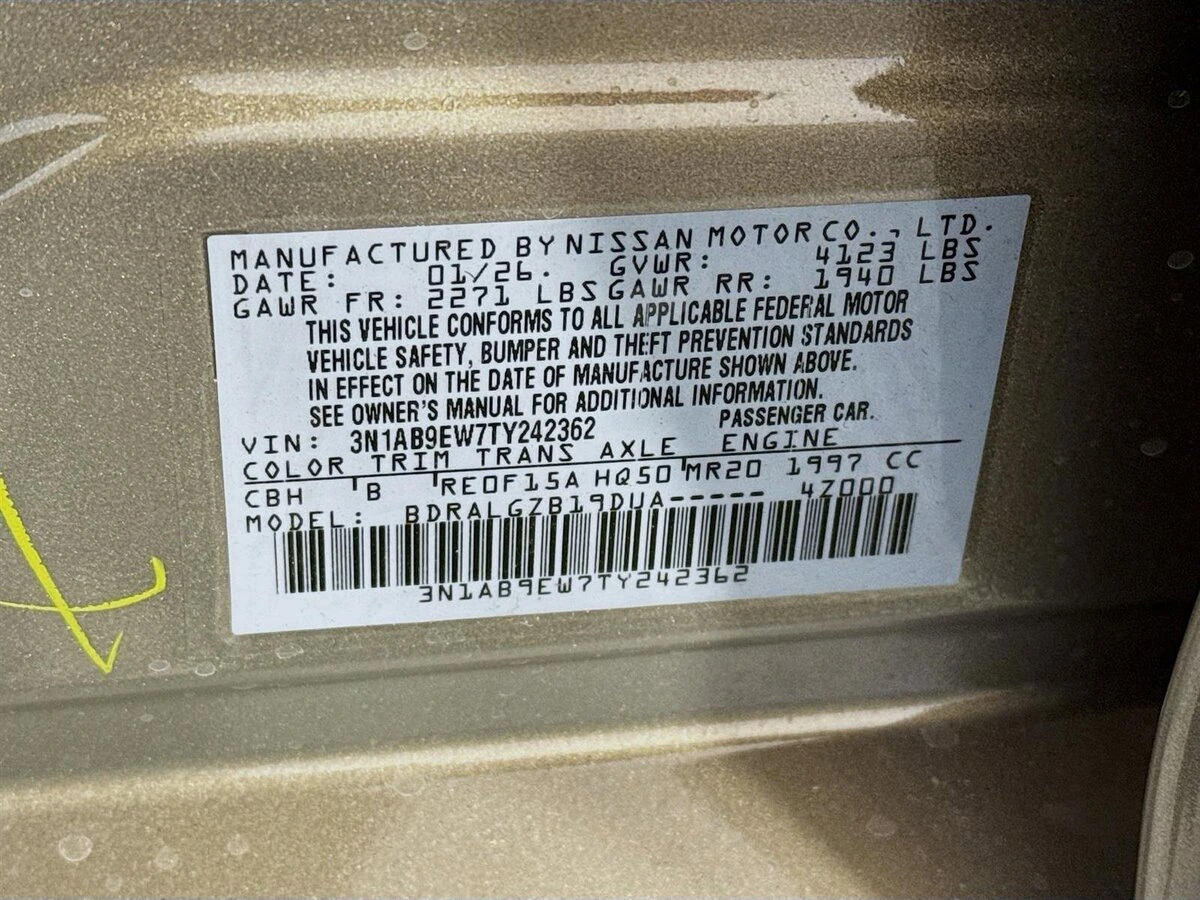 MANUFACTURED BY NISSAN MOTOR CO., LTD.
DATE: 01/26. GVWR: 4123 LBS
GAWR FR: 2271 LBS GAWR RR: 1940 LBS
THIS VEHICLE CONFORMS TO ALL APPLICABLE FEDERAL MOTOR
VEHICLE SAFETY, BUMPER AND THEFT PREVENTION STANDARDS
IN EFFECT ON THE DATE OF MANUFACTURE SHOWN ABOVE.
SEE OWNER'S MANUAL FOR ADDITIONAL INFORMATION.
VIN: 3N1AB9EW7TY242362 PASSENGER CAR.
COLOR TRIM TRANS AXLE ENGINE
CBH B RE0F15A HQ50 MR20 1997 CC
MODEL: BDRALGZB19DUA----- 4Z000
3N1AB9EW7TY242362